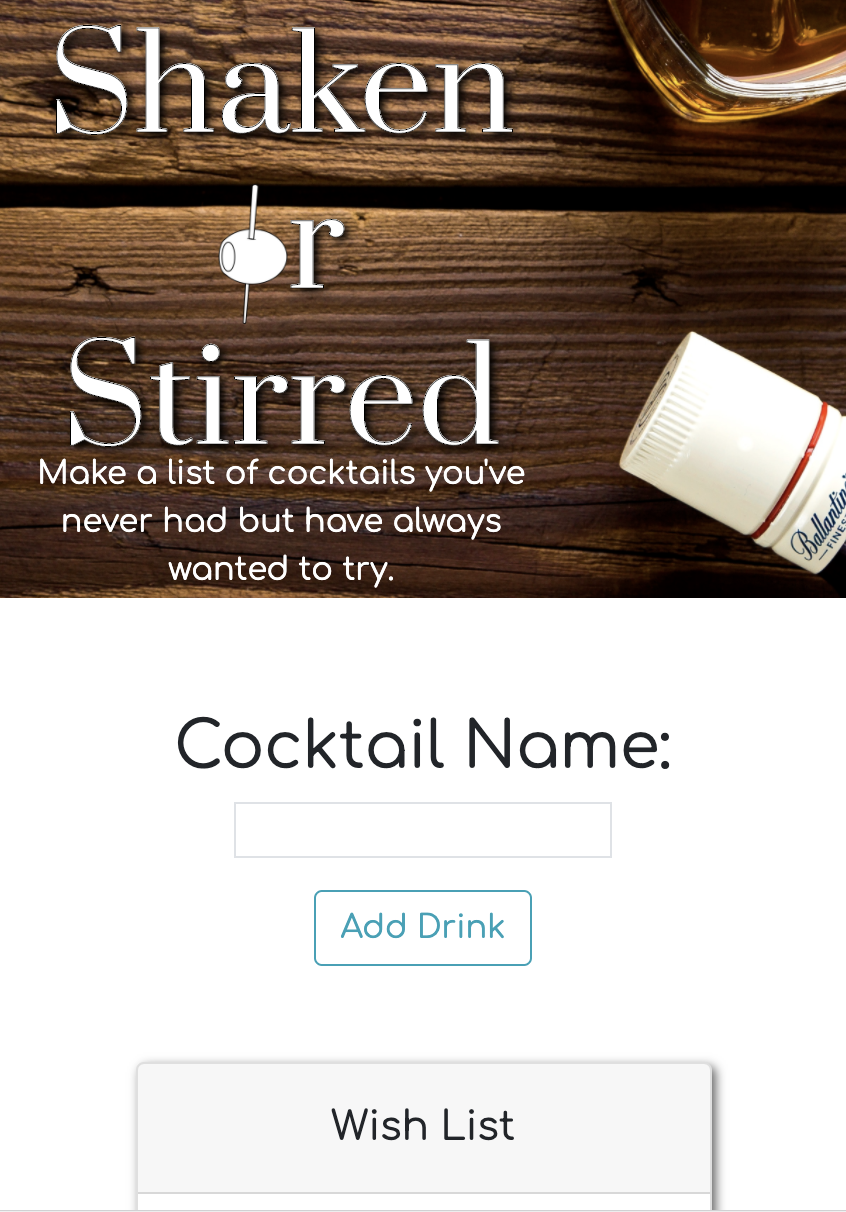 Shaken
or
Stirred
Make a list of cocktails you've
never had but have always
wanted to try.
Ballantine's
FINEST
Cocktail Name:
Add Drink
Wish List